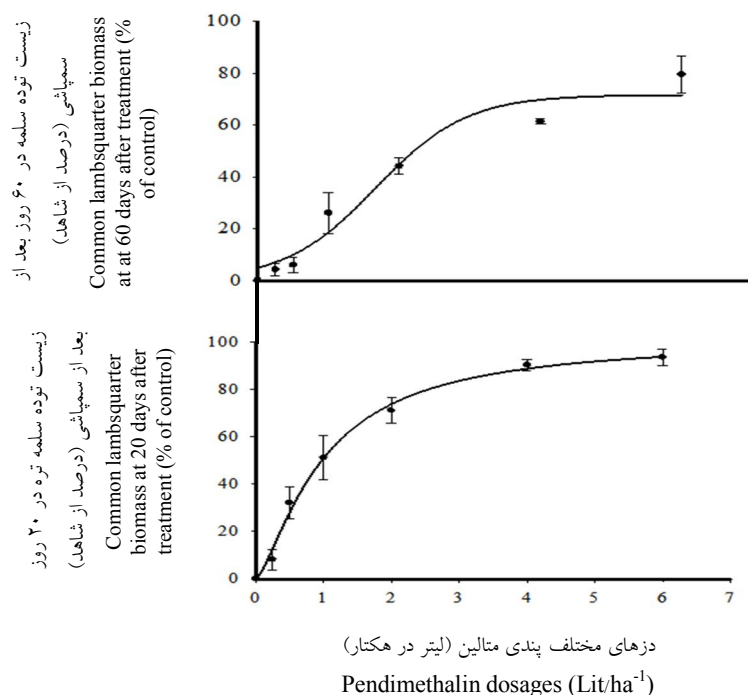 زیست توده سلمه در ۶۰ روز بعد از
سمپاشی (درصد از شاهد)
Common lambsquarter biomass
at at 60 days after treatment (%
of control)
100
80
60
40
20
0
زیست توده سلمه تره در ۲۰ روز
بعد از سمپاشی (درصد از شاهد)
Common lambsquarter
biomass at 20 days after
treatment (% of control)
100
80
60
40
20
0
0 1 2 3 4 5 6 7
دزهای مختلف پندی متالین (لیتر در هکتار)
Pendimethalin dosages (Lit/ha⁻¹)